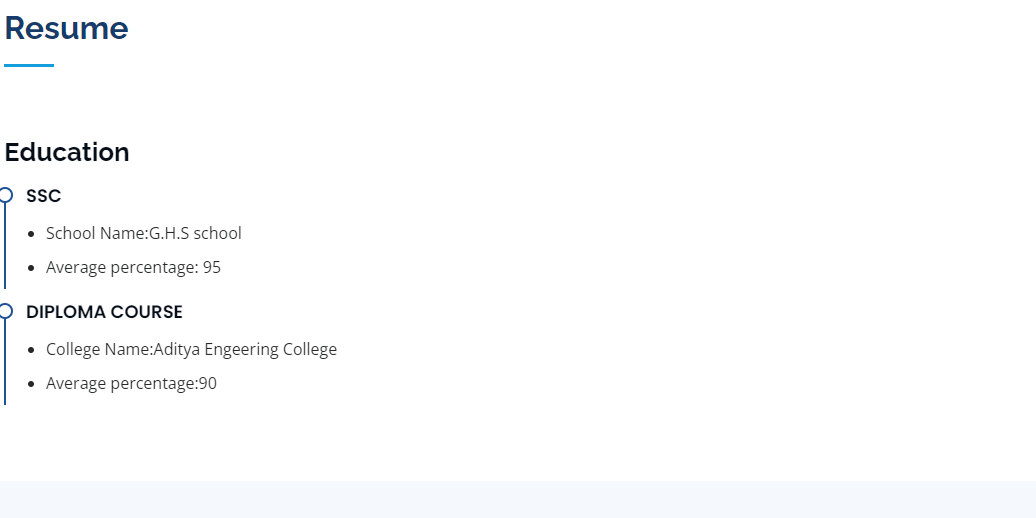 Resume
Education
SSC
School Name:G.H.S school
Average percentage: 95
DIPLOMA COURSE
College Name:Aditya Engeering College
Average percentage:90